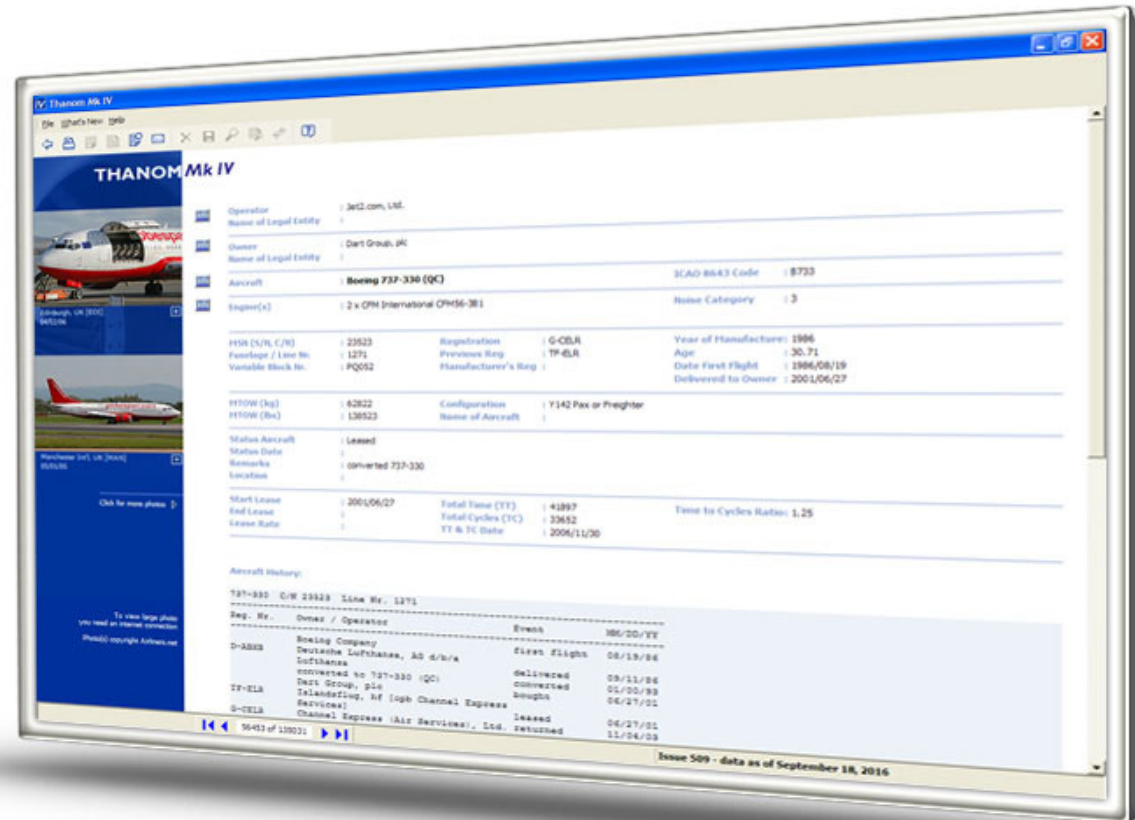 Thanom Mk IV
File What's New Help
THANOM Mk IV
Operator : Jet2.com, Ltd.
Name of Legal Entity :
Owner : Dart Group, plc
Name of Legal Entity :
Aircraft : Boeing 737-330 (QC) ICAO 8643 Code : B733
Engine(s) : 2 x CFM International CFM56-3B1 Noise Category : 3
Edinburgh, UK [EDI]
04/02/06
MSN (S/N, C/N) : 23523 Registration : G-CELR Year of Manufacture: 1986
Fuselage / Line Nr. : 1271 Previous Reg : TF-ELR Age : 30.71
Variable Block Nr. : PQ052 Manufacturer's Reg : Date First Flight : 1986/08/19
Delivered to Owner : 2001/06/27
MTOW (kg) : 62822 Configuration : Y142 Pax or Freighter
MTOW (lbs) : 138523 Name of Aircraft :
Status Aircraft : Leased
Status Date :
Remarks : converted 737-330
Location :
Manchester Int'l, UK [MAN]
Click for more photos
Start Lease : 2001/06/27 Total Time (TT) : 41897 Time to Cycles Ratio: 1.25
End Lease : Total Cycles (TC) : 33652
Lease Rate : TT & TC Date : 2006/11/30
Aircraft History:
737-330 C/N 23523 Line Nr. 1271
Reg. Nr. Owner / Operator Event MM/DD/YY
Boeing Company first flight 08/19/86
D-ABXB Deutsche Lufthansa, AG d/b/a
Lufthansa delivered 09/11/86
converted to 737-330 (QC) converted 01/00/93
Dart Group, plc bought 06/27/01
TF-ELR Islandsflug, hf [opb Channel Express
Services] leased 06/27/01
G-CELR Channel Express (Air Services), Ltd. returned 11/04/03
To view large photo
you need an internet connection
Photo(s) copyright Airliners.net
56453 of 138031
Issue 509 - data as of September 18, 2016